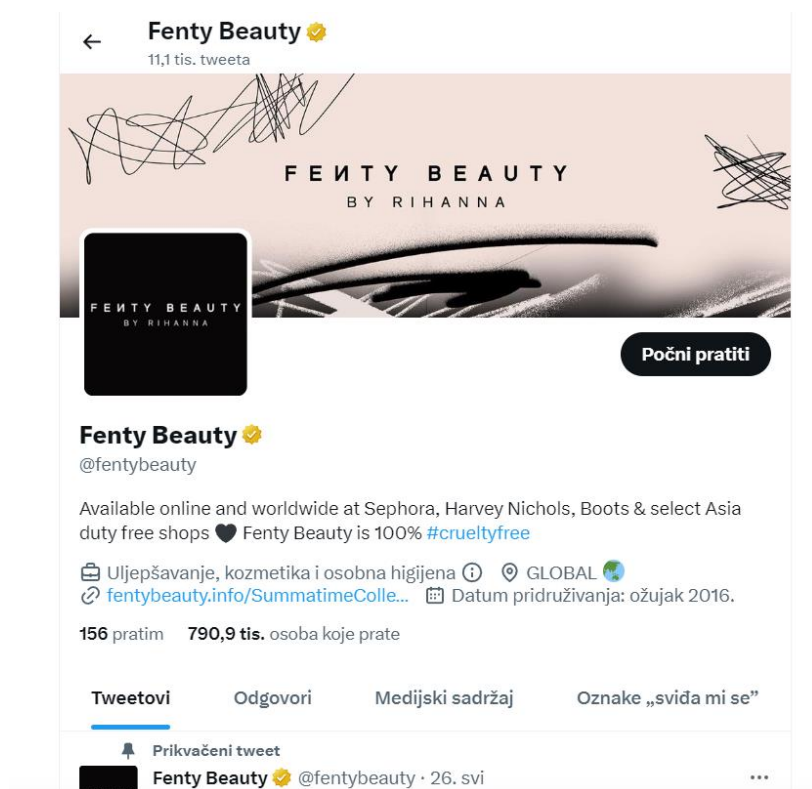 Fenty Beauty
11,1 tis. tweeta
FEИTY BEAUTY
BY RIHANNA
FEИTY BEAUTY
BY RIHANNA
Počni pratiti
Fenty Beauty
@fentybeauty
Available online and worldwide at Sephora, Harvey Nichols, Boots & select Asia
duty free shops 🖤 Fenty Beauty is 100% #crueltyfree
Uljepšavanje, kozmetika i osobna higijena GLOBAL 🌏
fentybeauty.info/SummatimeColle... Datum pridruživanja: ožujak 2016.
156 pratim 790,9 tis. osoba koje prate
Tweetovi Odgovori Medijski sadržaj Oznake „sviđa mi se”
Prikvačeni tweet
Fenty Beauty @fentybeauty · 26. svi